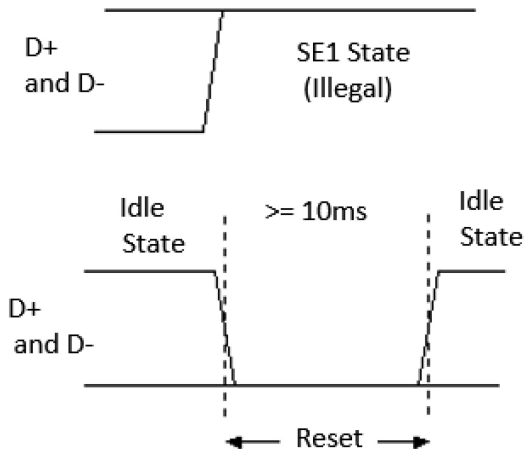 D+
and D-
SE1 State
(Illegal)
Idle
State
>= 10ms
Idle
State
D+
and D-
Reset